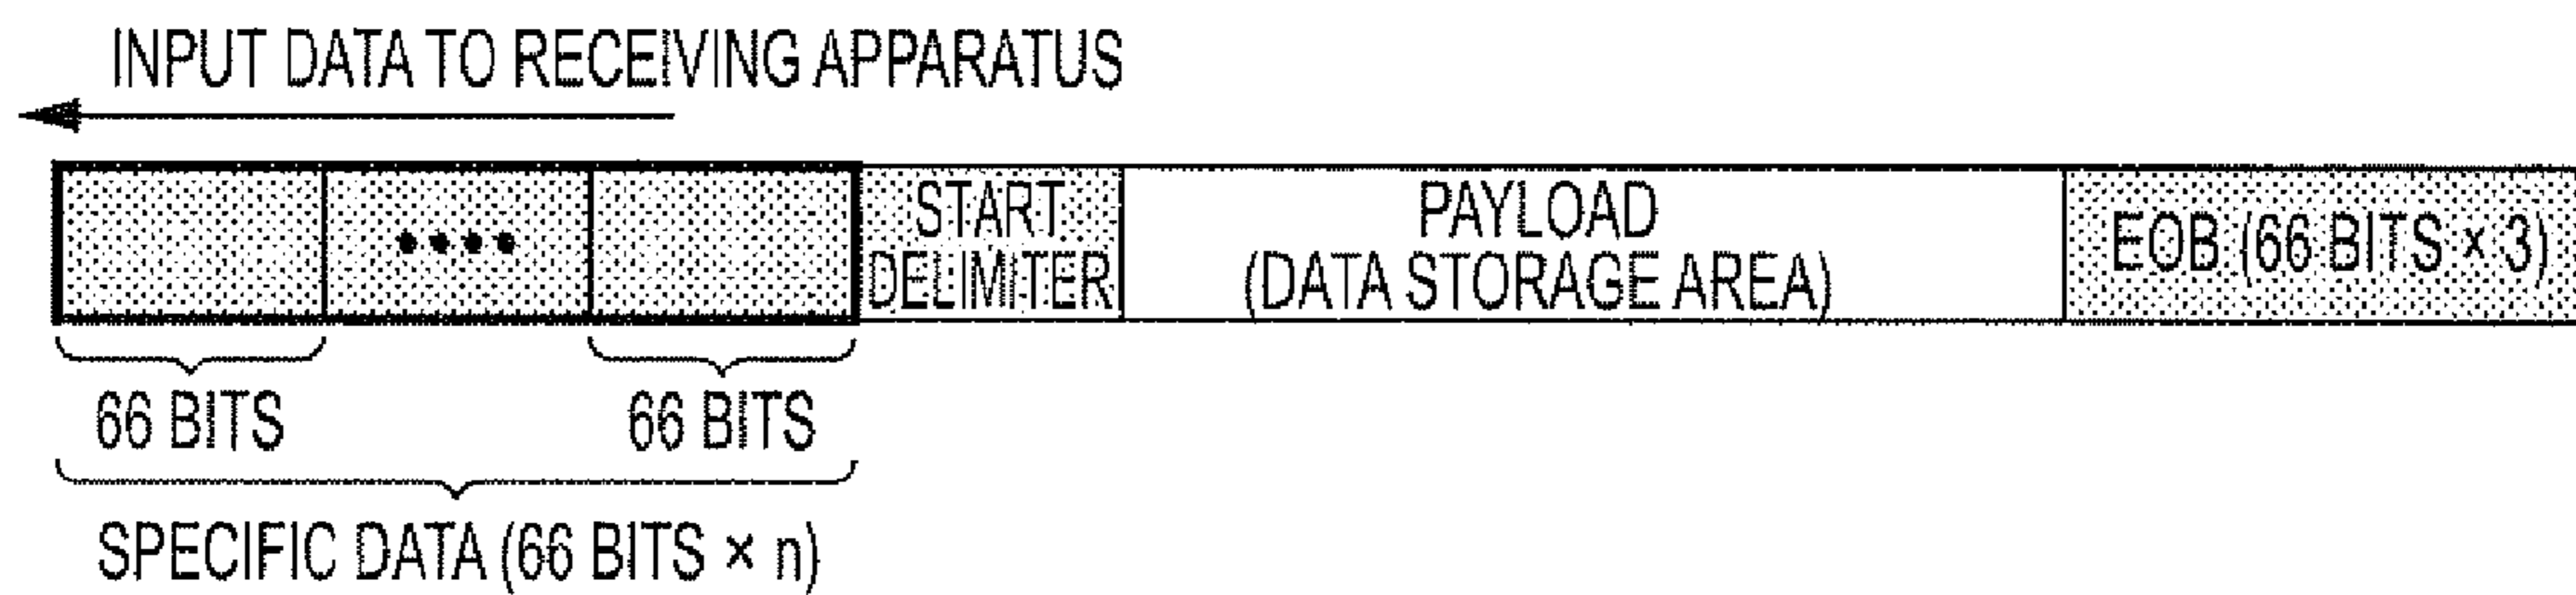 INPUT DATA TO RECEIVING APPARATUS
START
DELIMITER
PAYLOAD
(DATA STORAGE AREA)
EOB (66 BITS × 3)
66 BITS
66 BITS
SPECIFIC DATA (66 BITS × n)